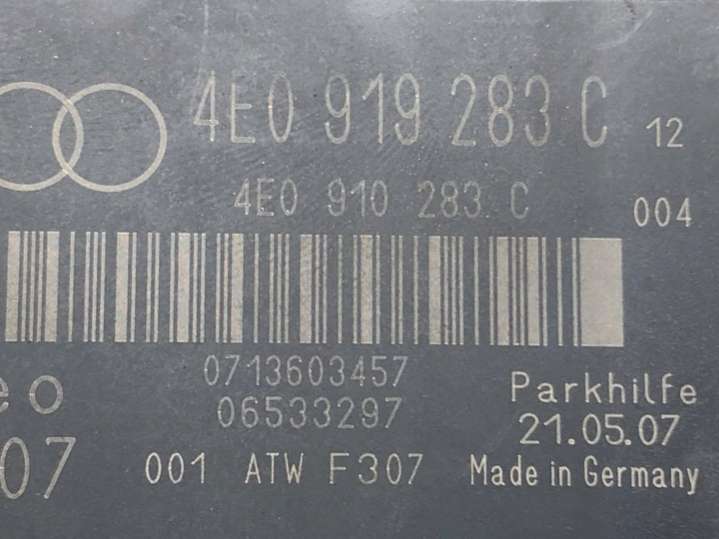 4E0 919 283 C 12
4E0 910 283 C 004
0713603457
eo 06533297 Parkhilfe
21.05.07
07 001 ATW F307 Made in Germany